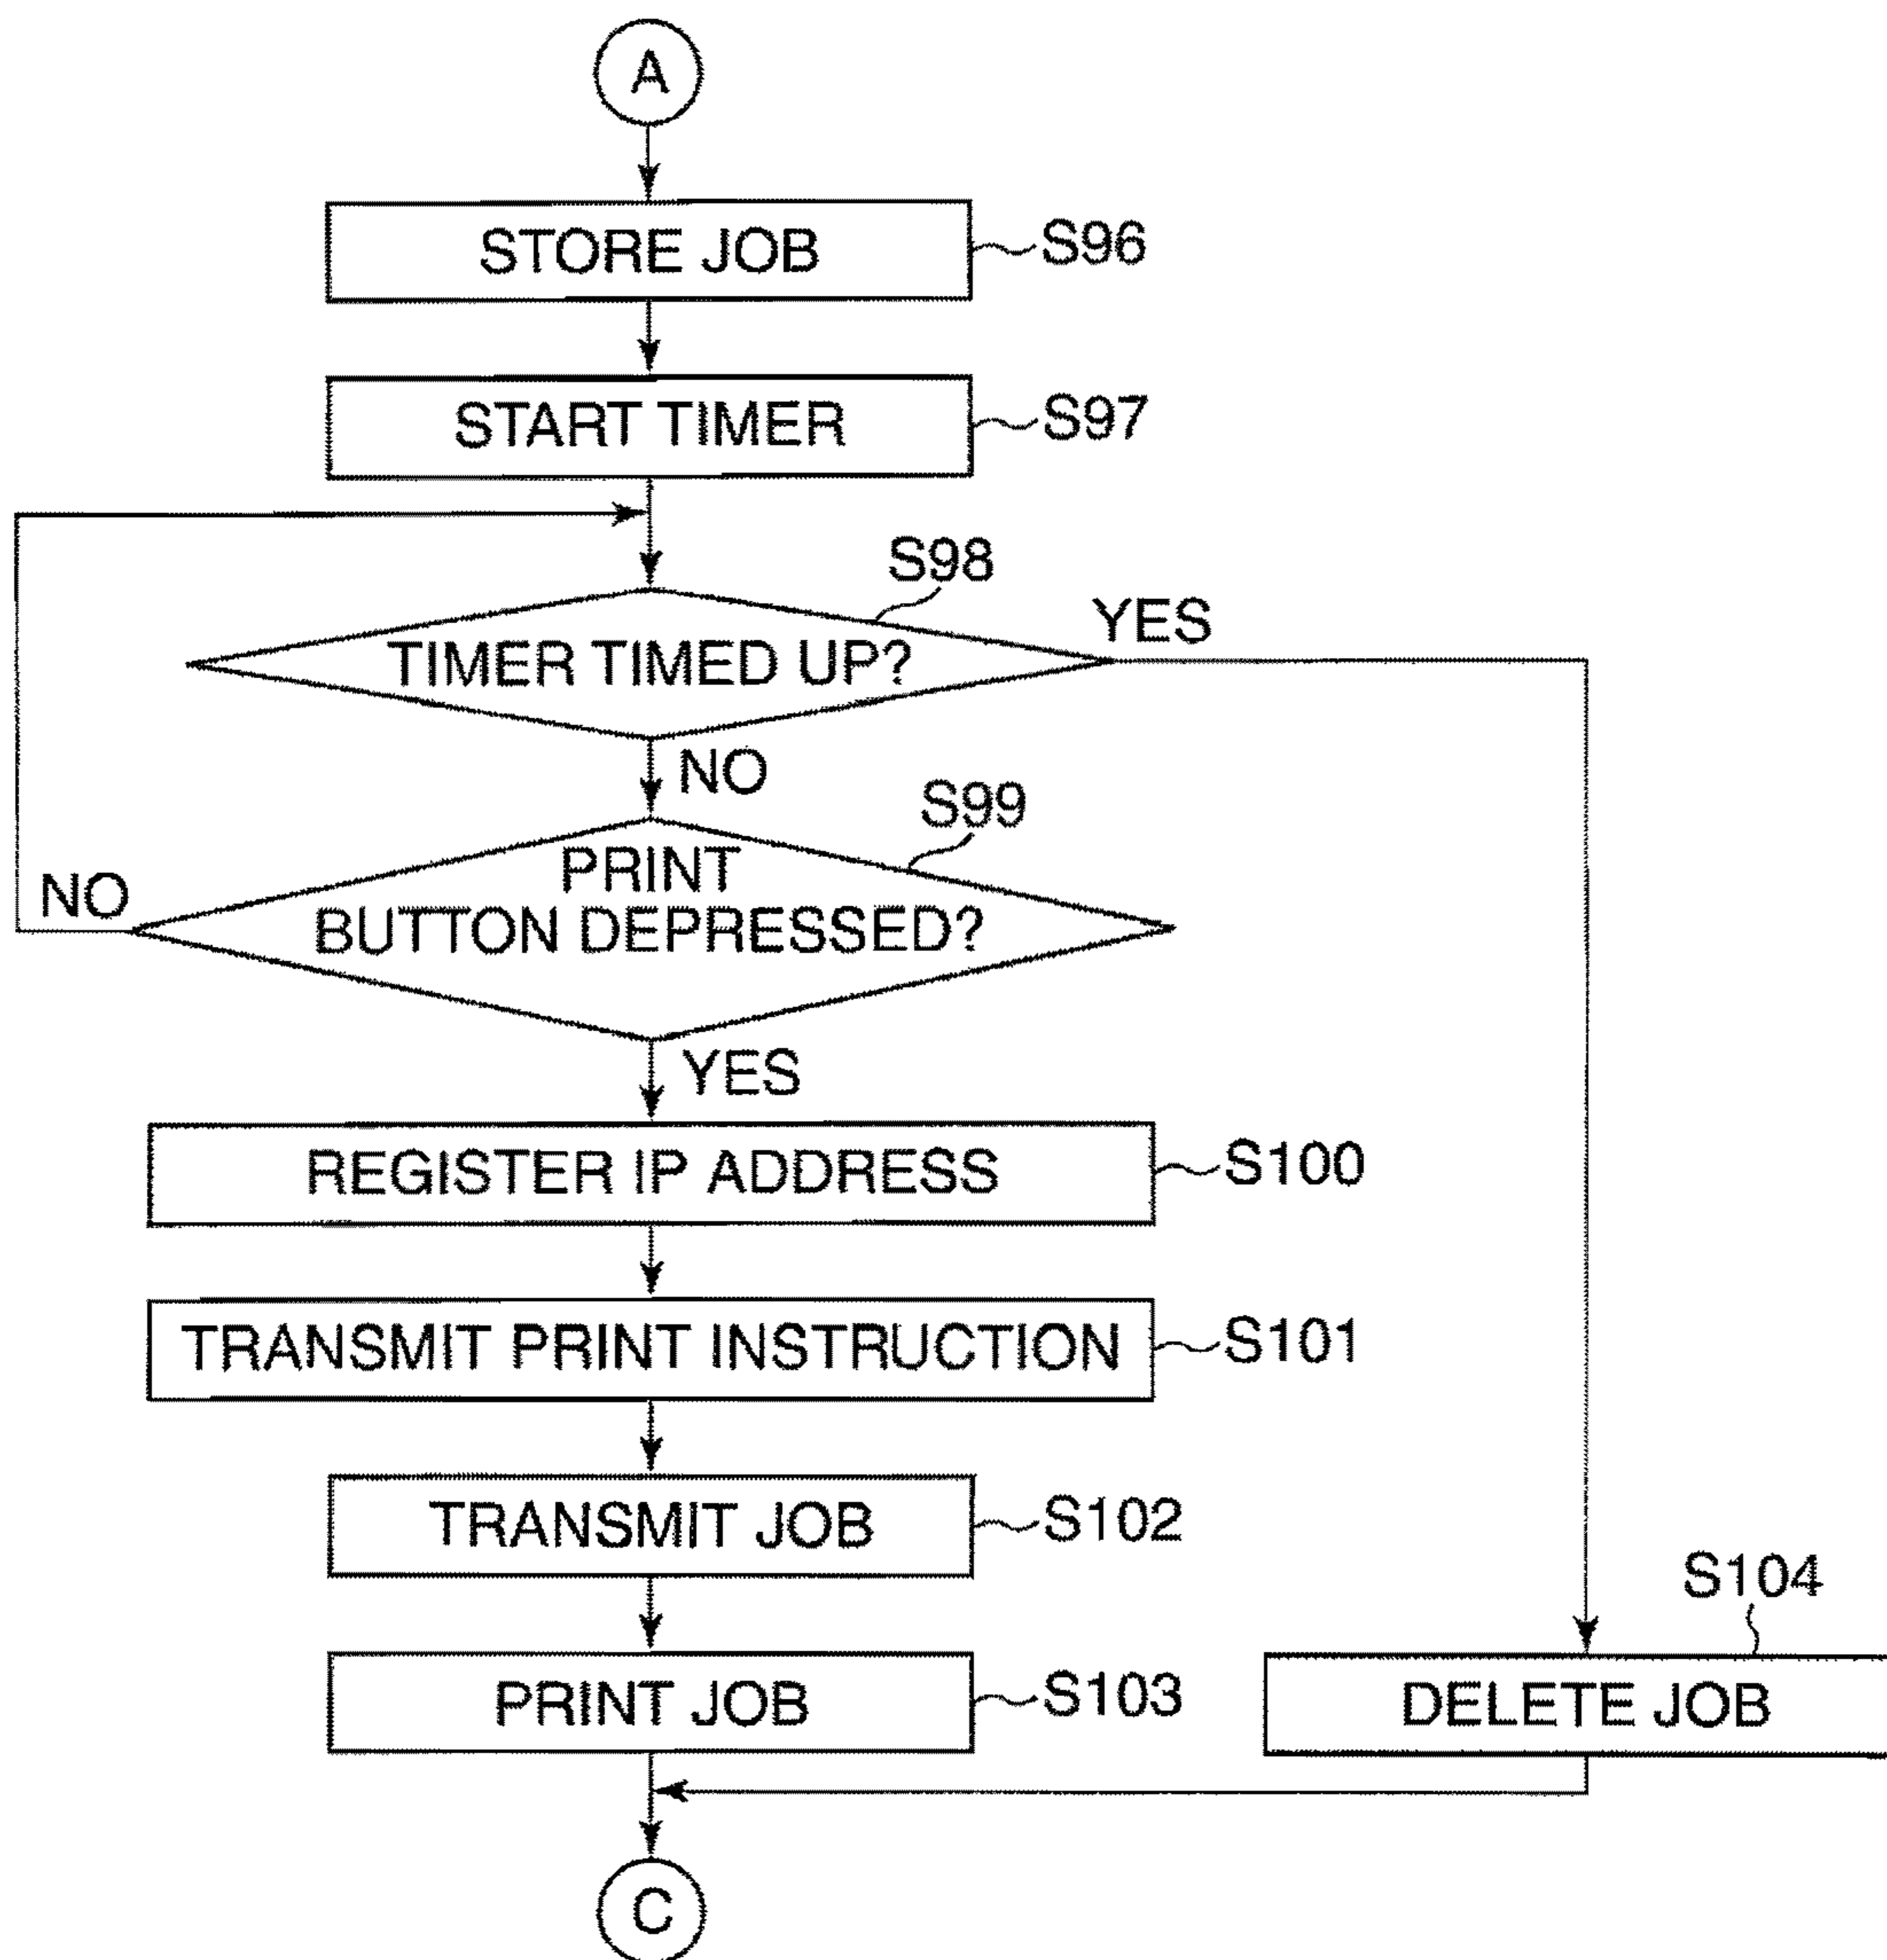 A
STORE JOB
S96
START TIMER
S97
S98
TIMER TIMED UP?
YES
NO
S99
PRINT
BUTTON DEPRESSED?
NO
YES
REGISTER IP ADDRESS
S100
TRANSMIT PRINT INSTRUCTION
S101
TRANSMIT JOB
S102
PRINT JOB
S103
S104
DELETE JOB
C